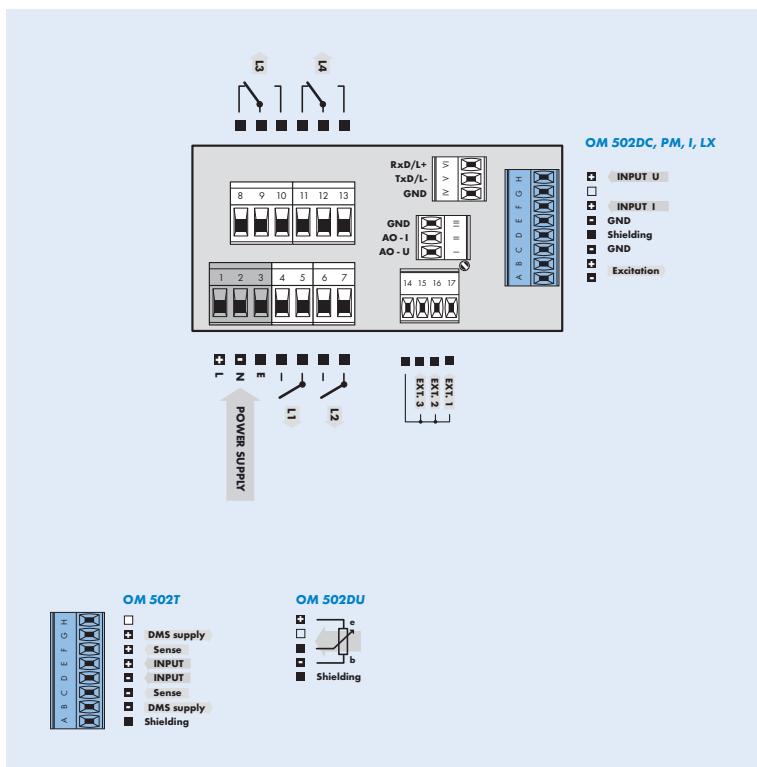 L3 L4
OM 502DC, PM, I, LX
RxD/L+
TxD/L-
GND
IV V VI
GND
AO - I
AO - U
I II III
8 9 10 11 12 13
1 2 3 4 5 6 7
14 15 16 17
A B C D E F G H
+ INPUT U
+ INPUT I
- GND
Shielding
- GND
+
- Excitation
+ - 
L N E
L1 L2
POWER SUPPLY
EXT. 3 EXT. 2 EXT. 1
OM 502T
A B C D E F G H
+ DMS supply
+ Sense
+ INPUT
- INPUT
- Sense
- DMS supply
Shielding
OM 502DU
+ e
- b
Shielding